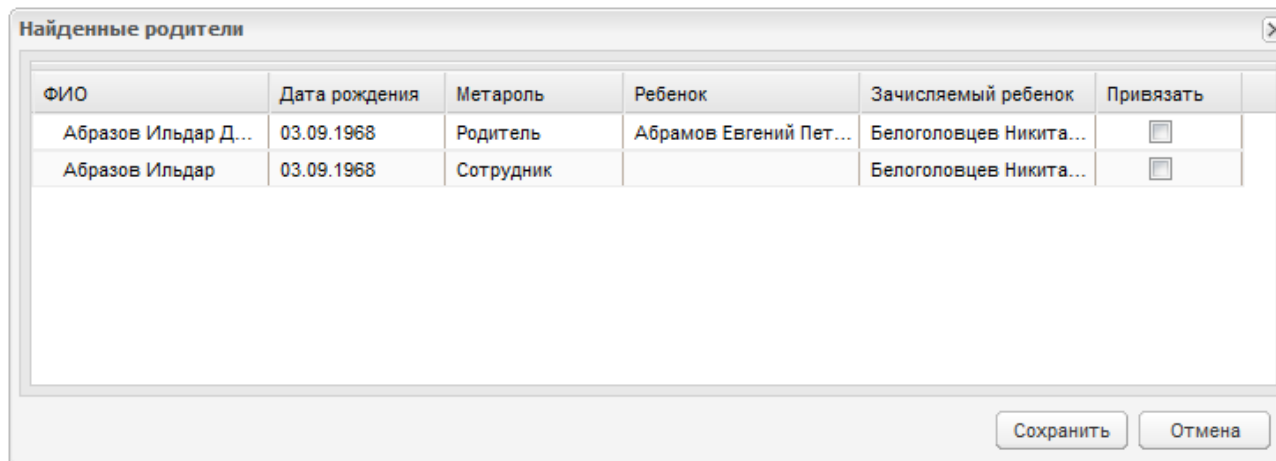 Найденные родители
ФИО Дата рождения Метароль Ребенок Зачисляемый ребенок Привязать
Абразов Ильдар Д... 03.09.1968 Родитель Абрамов Евгений Пет... Белоголовцев Никита...
Абразов Ильдар 03.09.1968 Сотрудник Белоголовцев Никита...
Сохранить Отмена